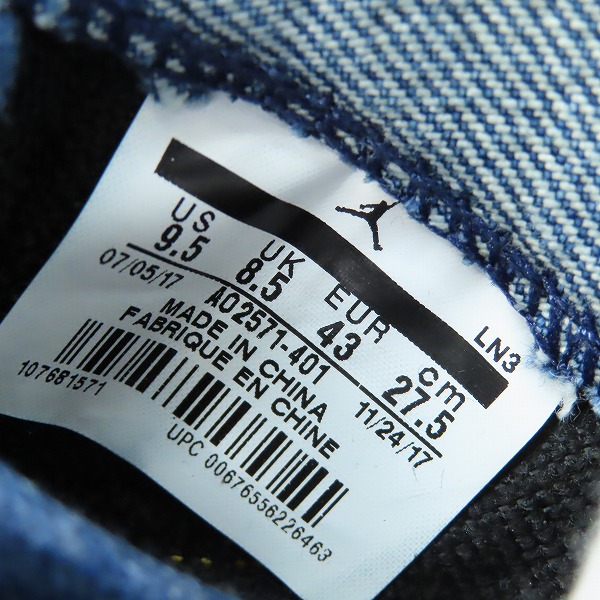 US UK EUR cm
9.5 8.5 43 27.5
07/05/17 AO2571-401 11/24/17
MADE IN CHINA
FABRIQUE EN CHINE
107681571
UPC 00676556226463
LN3